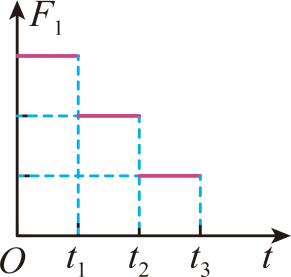 F₁
O t₁ t₂ t₃ t